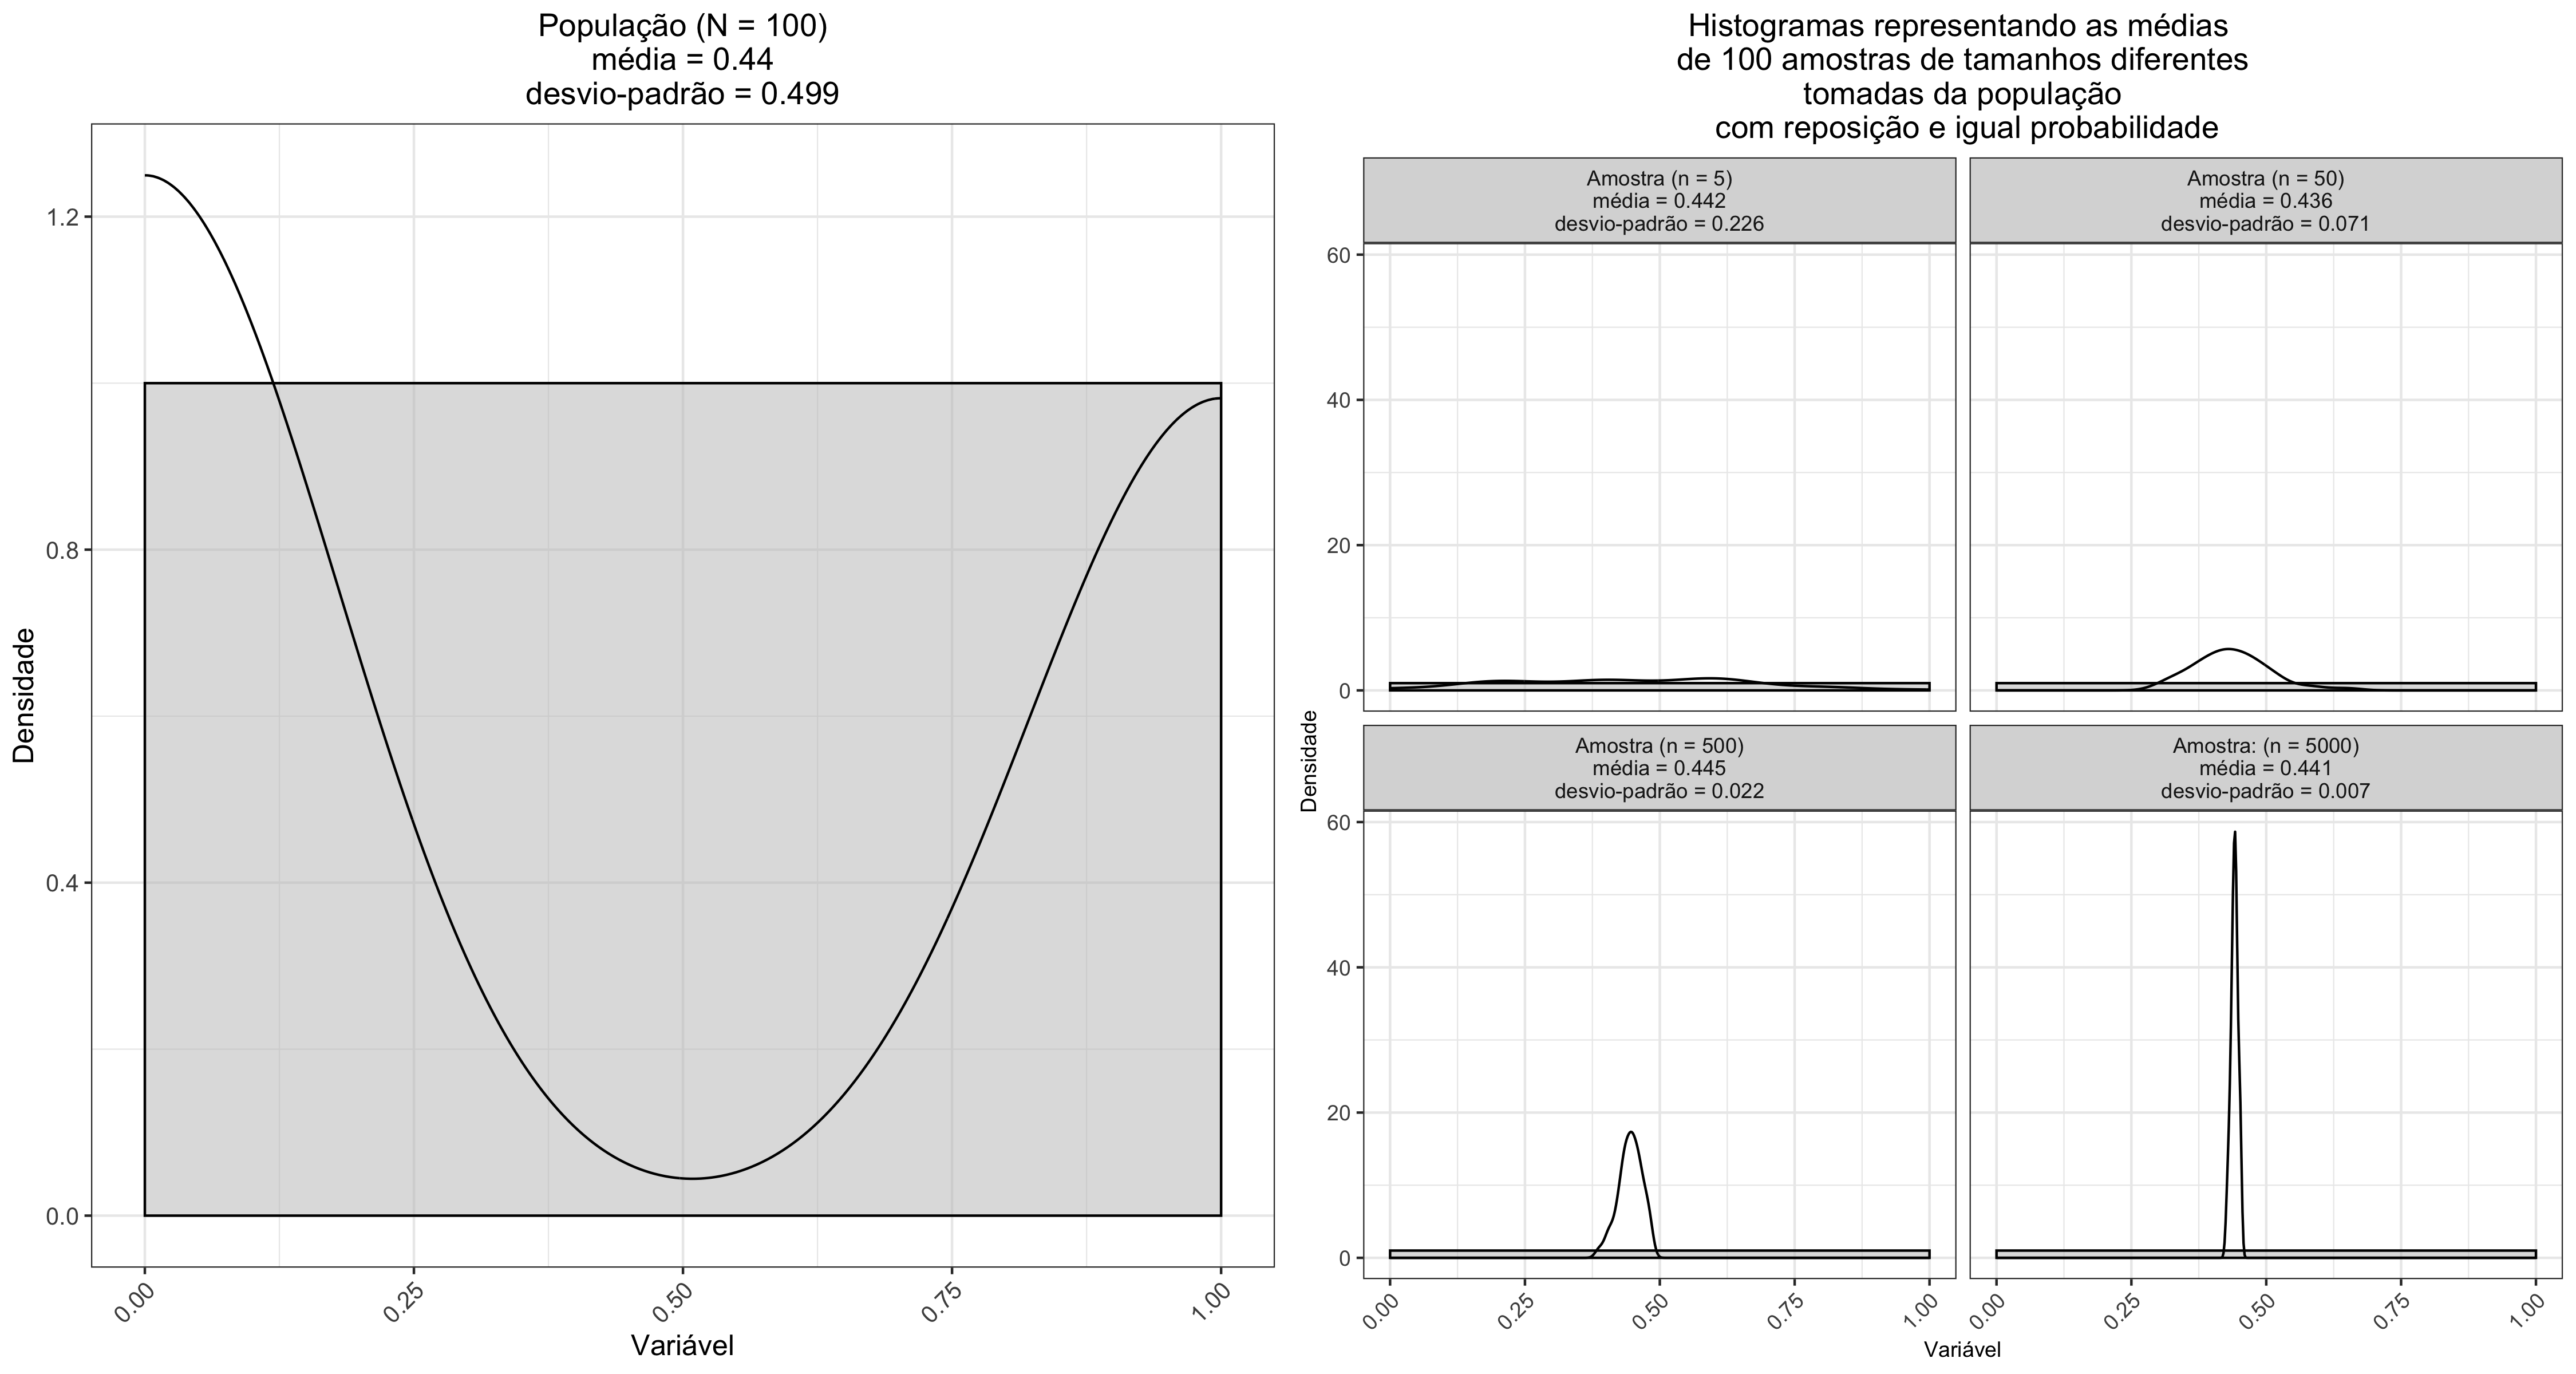 População (N = 100)
média = 0.44
desvio-padrão = 0.499
1.2
0.8
0.4
0.0
Densidade
0.00
0.25
0.50
0.75
1.00
Variável
Histogramas representando as médias
de 100 amostras de tamanhos diferentes
tomadas da população
com reposição e igual probabilidade
Amostra (n = 5)
média = 0.442
desvio-padrão = 0.226
Amostra (n = 50)
média = 0.436
desvio-padrão = 0.071
60
40
20
0
Densidade
Amostra (n = 500)
média = 0.445
desvio-padrão = 0.022
Amostra: (n = 5000)
média = 0.441
desvio-padrão = 0.007
60
40
20
0
0.00
0.25
0.50
0.75
1.00
0.00
0.25
0.50
0.75
1.00
Variável